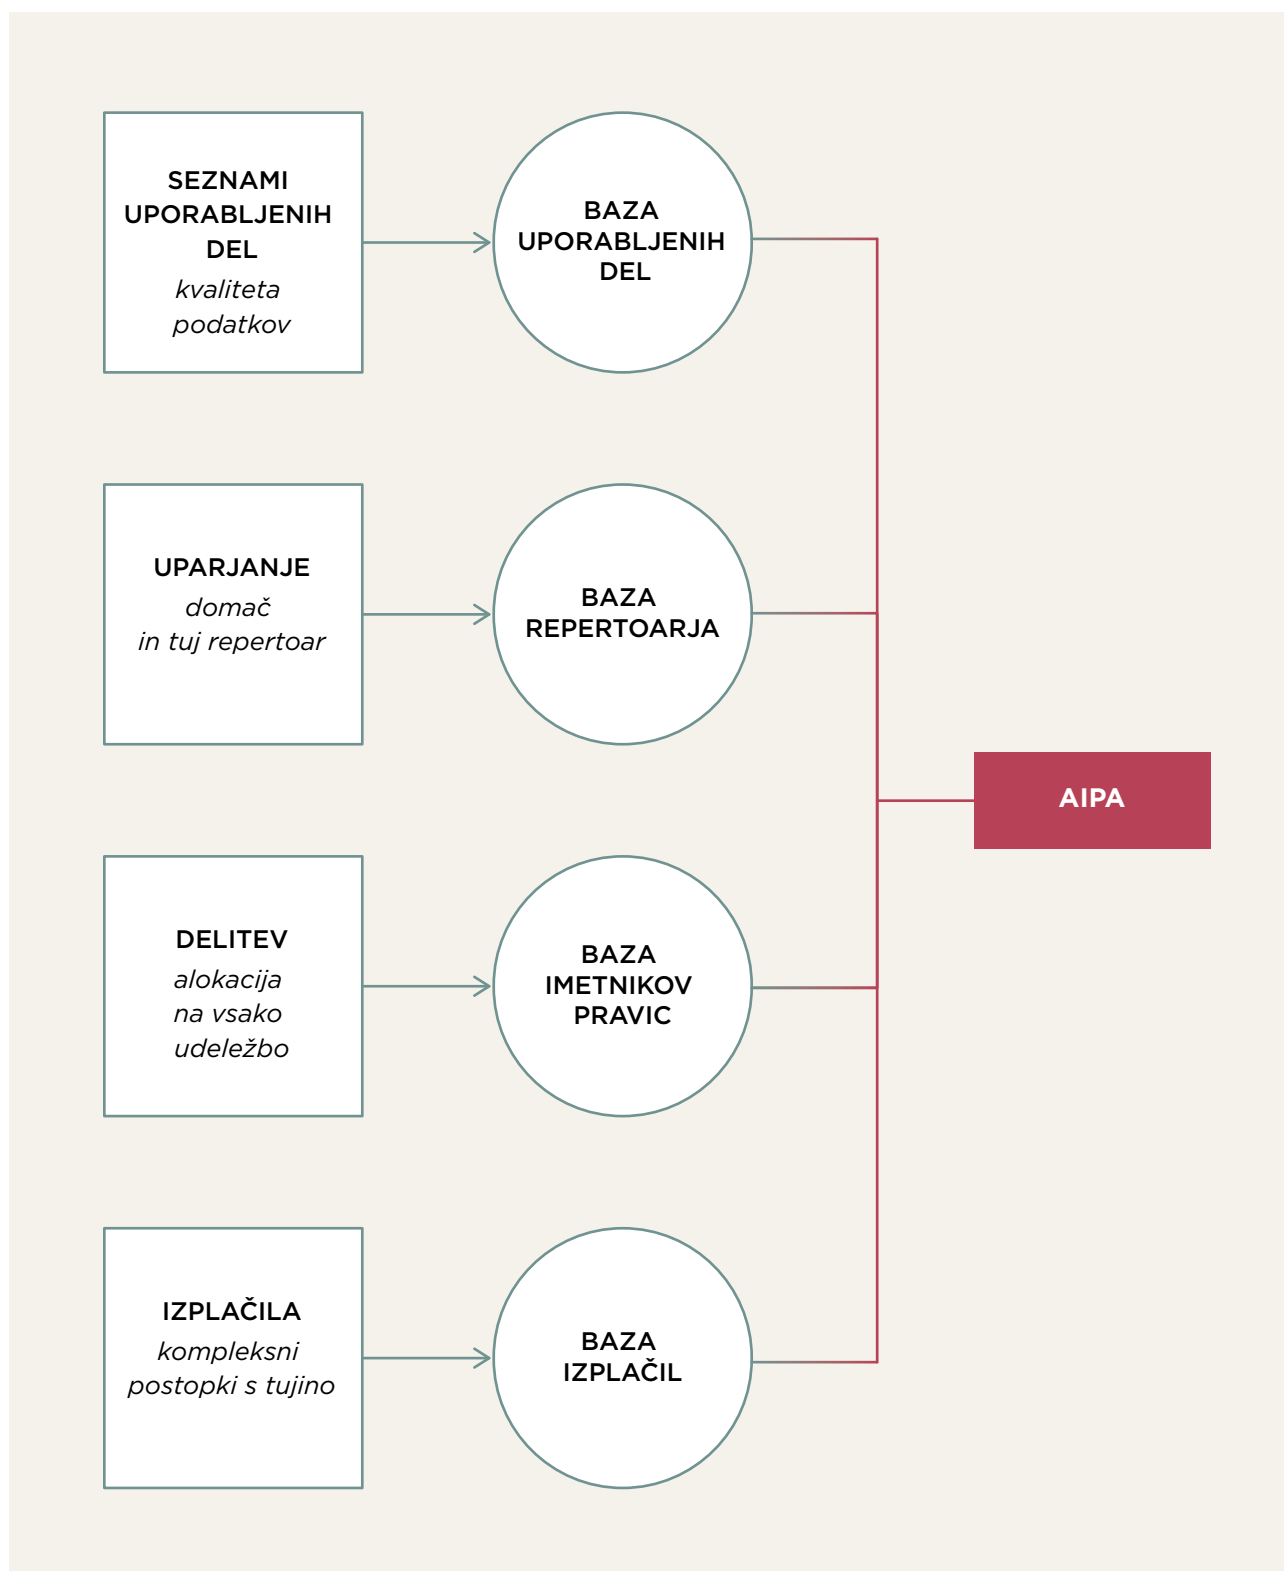 SEZNAMI
UPORABLJENIH
DEL
kvaliteta
podatkov
BAZA
UPORABLJENIH
DEL
UPARJANJE
domač
in tuj repertoar
BAZA
REPERTOARJA
AIPA
DELITEV
alokacija
na vsako
udeležbo
BAZA
IMETNIKOV
PRAVIC
IZPLAČILA
kompleksni
postopki s tujino
BAZA
IZPLAČIL